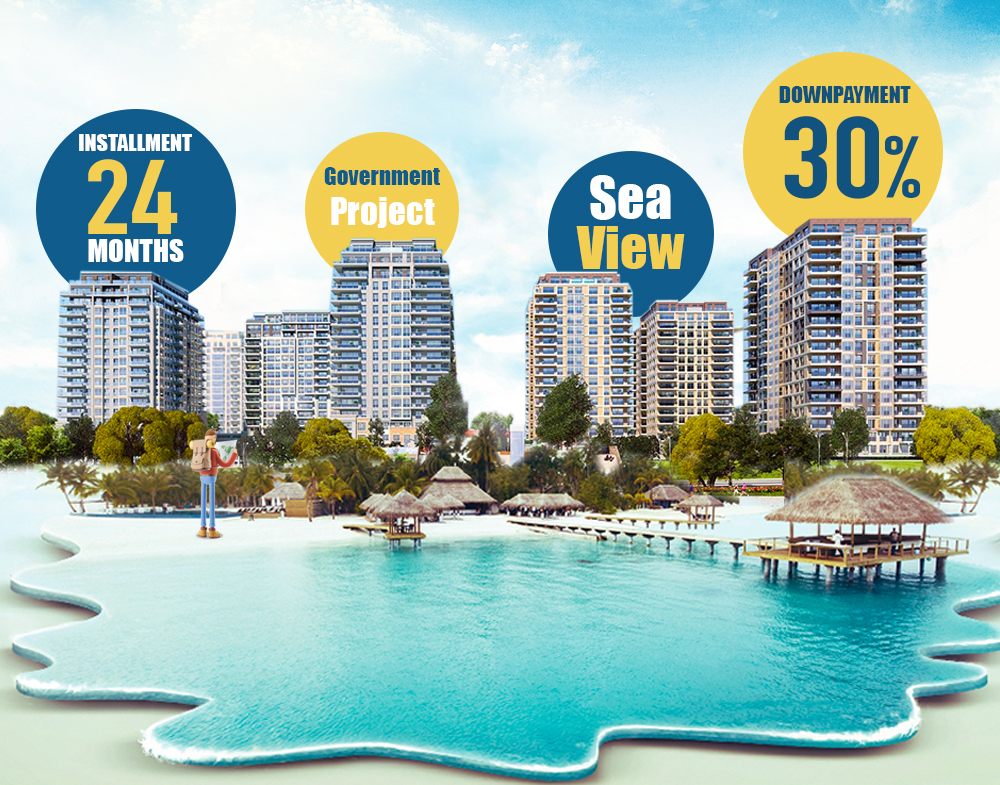 INSTALLMENT
24
MONTHS
Government
Project
Sea
View
DOWNPAYMENT
30%